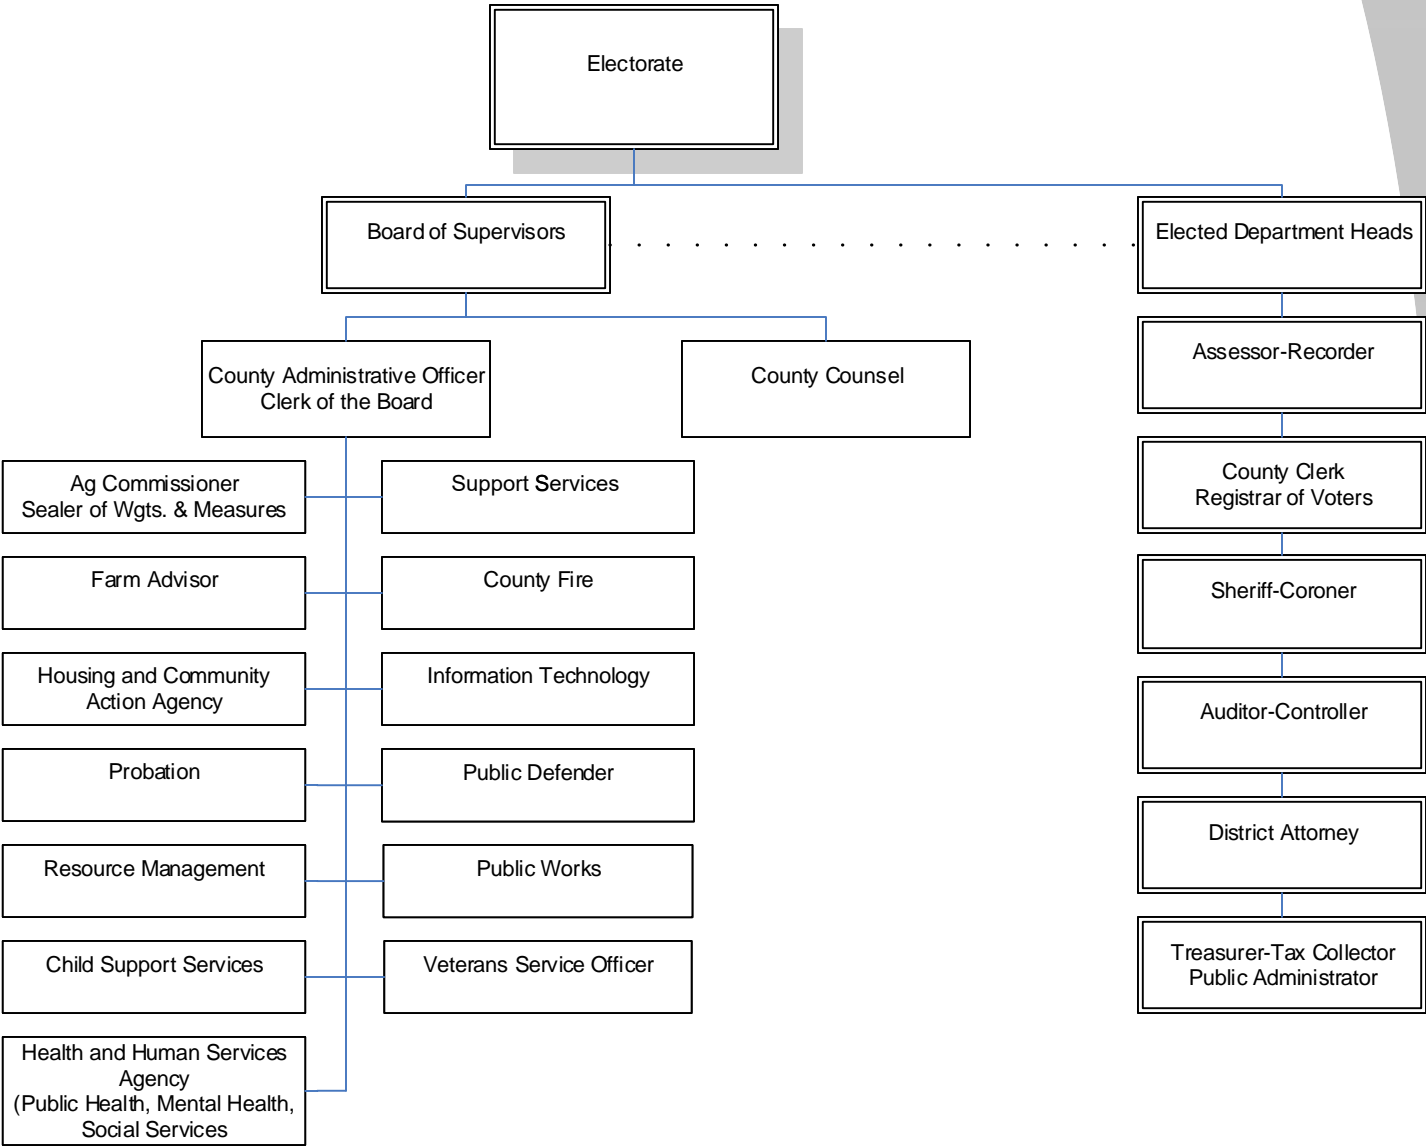 Electorate
Board of Supervisors
Elected Department Heads
County Administrative Officer
Clerk of the Board
County Counsel
Assessor-Recorder
Ag Commissioner
Sealer of Wgts. & Measures
Support Services
County Clerk
Registrar of Voters
Farm Advisor
County Fire
Sheriff-Coroner
Housing and Community
Action Agency
Information Technology
Auditor-Controller
Probation
Public Defender
District Attorney
Resource Management
Public Works
Child Support Services
Veterans Service Officer
Treasurer-Tax Collector
Public Administrator
Health and Human Services
Agency
(Public Health, Mental Health,
Social Services